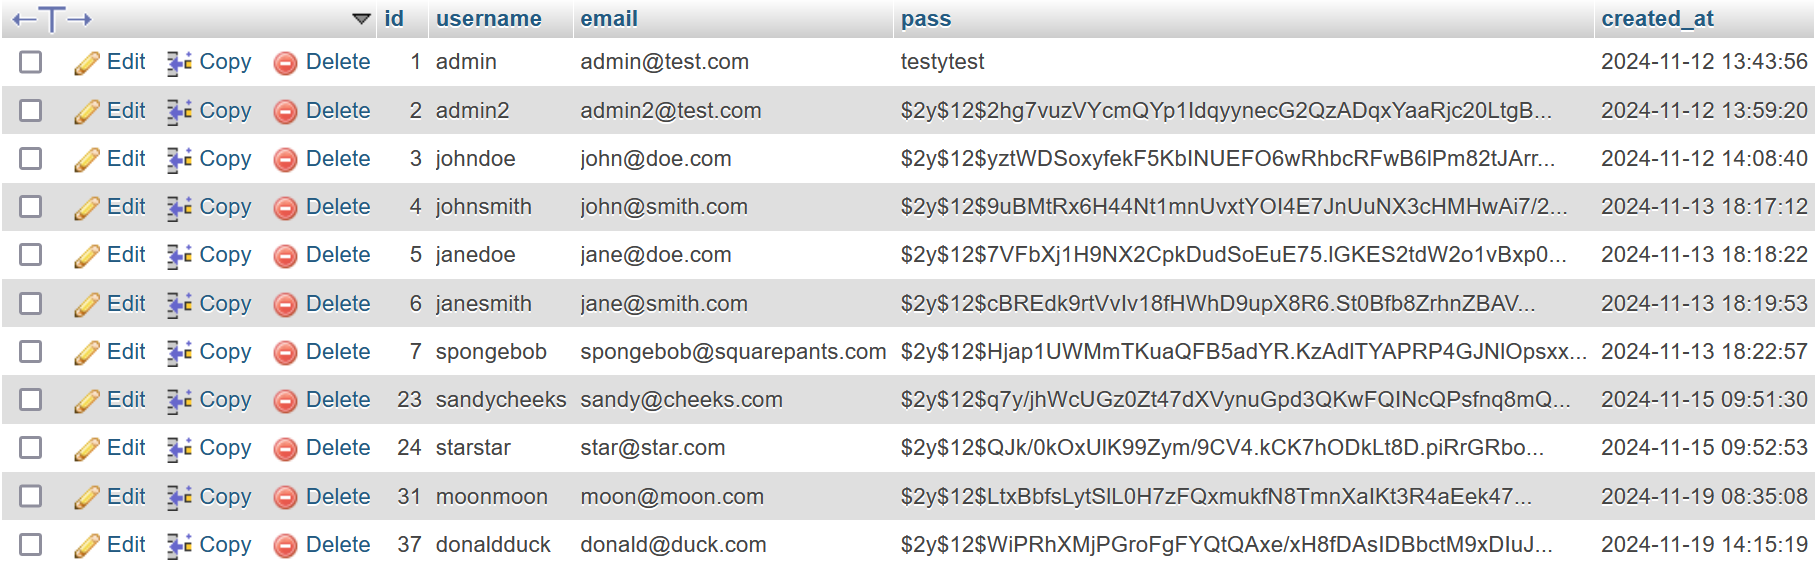 id username email pass created_at
Edit Copy Delete 1 admin admin@test.com testytest 2024-11-12 13:43:56
Edit Copy Delete 2 admin2 admin2@test.com $2y$12$2hg7vuzVYcmQYp1IdqyynecG2QzADqxYaaRjc20LtgB... 2024-11-12 13:59:20
Edit Copy Delete 3 johndoe john@doe.com $2y$12$yztWDSoxyfekF5KbINUEFO6wRhbcRFwB6lPm82tJArr... 2024-11-12 14:08:40
Edit Copy Delete 4 johnsmith john@smith.com $2y$12$9uBMtRx6H44Nt1mnUvxtYOI4E7JnUuNX3cHMHwAi7/2... 2024-11-13 18:17:12
Edit Copy Delete 5 janedoe jane@doe.com $2y$12$7VFbXj1H9NX2CpkDudSoEuE75.lGKES2tdW2o1vBxp0... 2024-11-13 18:18:22
Edit Copy Delete 6 janesmith jane@smith.com $2y$12$cBREdk9rtVvIv18fHWhD9upX8R6.St0Bfb8ZrhnZBAV... 2024-11-13 18:19:53
Edit Copy Delete 7 spongebob spongebob@squarepants.com $2y$12$Hjap1UWMmTKuaQFB5adYR.KzAdlTYAPRP4GJNlOpsxx... 2024-11-13 18:22:57
Edit Copy Delete 23 sandycheeks sandy@cheeks.com $2y$12$q7y/jhWcUGz0Zt47dXVynuGpd3QKwFQINcQPsfnq8mQ... 2024-11-15 09:51:30
Edit Copy Delete 24 starstar star@star.com $2y$12$QJk/0kOxUlK99Zym/9CV4.kCK7hODkLt8D.piRrGRbo... 2024-11-15 09:52:53
Edit Copy Delete 31 moonmoon moon@moon.com $2y$12$LtxBbfsLytSlL0H7zFQxmukfN8TmnXaIKt3R4aEek47... 2024-11-19 08:35:08
Edit Copy Delete 37 donaldduck donald@duck.com $2y$12$WiPRhXMjPGroFgFYQtQAxe/xH8fDAsIDBbctM9xDIuJ... 2024-11-19 14:15:19